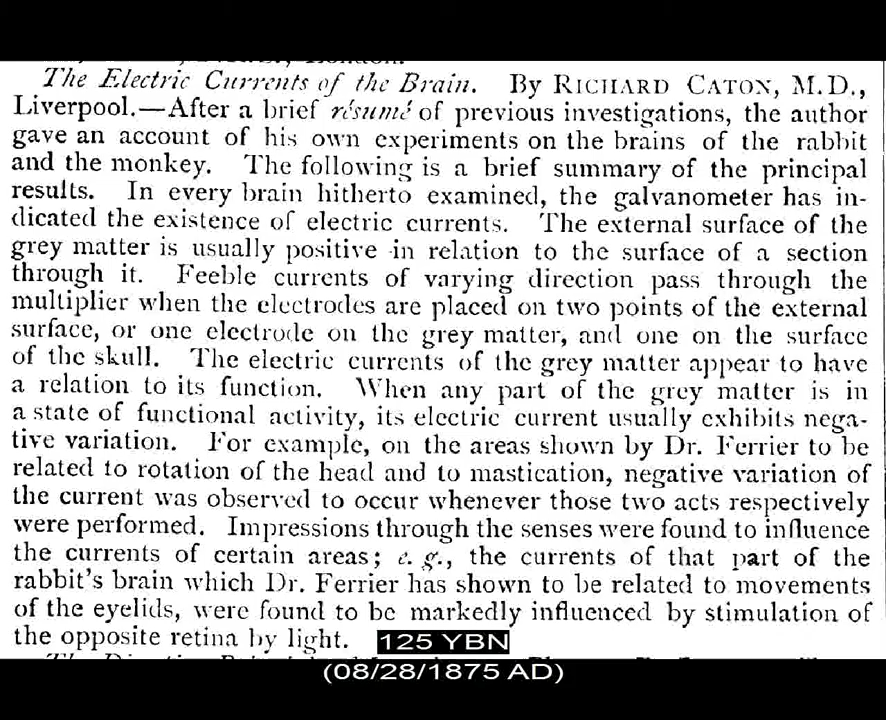 The Electric Currents of the Brain. By RICHARD CATON, M.D.,
Liverpool.—After a brief résumé of previous investigations, the author
gave an account of his own experiments on the brains of the rabbit
and the monkey. The following is a brief summary of the principal
results. In every brain hitherto examined, the galvanometer has in-
dicated the existence of electric currents. The external surface of the
grey matter is usually positive in relation to the surface of a section
through it. Feeble currents of varying direction pass through the
multiplier when the electrodes are placed on two points of the external
surface, or one electrode on the grey matter, and one on the surface
of the skull. The electric currents of the grey matter appear to have
a relation to its function. When any part of the grey matter is in
a state of functional activity, its electric current usually exhibits nega-
tive variation. For example, on the areas shown by Dr. Ferrier to be
related to rotation of the head and to mastication, negative variation of
the current was observed to occur whenever those two acts respectively
were performed. Impressions through the senses were found to influence
the currents of certain areas; e. g., the currents of that part of the
rabbit's brain which Dr. Ferrier has shown to be related to movements
of the eyelids, were found to be markedly influenced by stimulation of
the opposite retina by light. 125 YBN
(08/28/1875 AD)